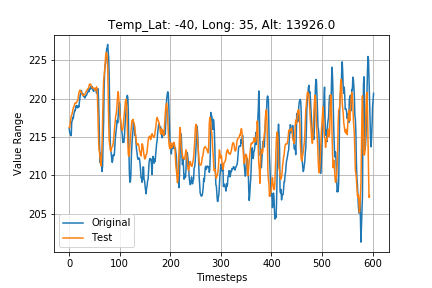 Temp_Lat: -40, Long: 35, Alt: 13926.0
Value Range
225
220
215
210
205
Original
Test
0 100 200 300 400 500 600
Timesteps